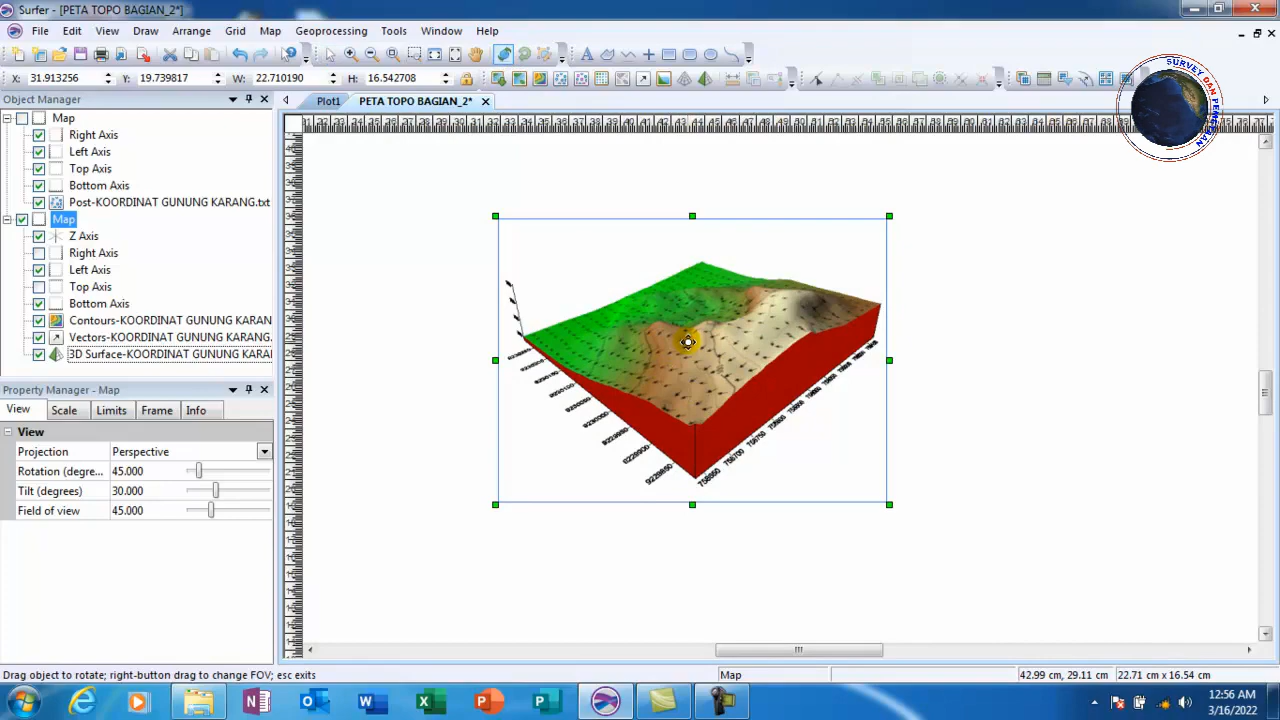 Surfer - [PETA TOPO BAGIAN_2*]
File Edit View Draw Arrange Grid Map Geoprocessing Tools Window Help
X: 31.913256 Y: 19.739817 W: 22.710190 H: 16.542708
SURVEY DAN PEMETAAN
Object Manager
Plot1 PETA TOPO BAGIAN_2*
Map
Right Axis
Left Axis
Top Axis
Bottom Axis
Post-KOORDINAT GUNUNG KARANG.txt
Map
Z Axis
Right Axis
Left Axis
Top Axis
Bottom Axis
Contours-KOORDINAT GUNUNG KARAN
Vectors-KOORDINAT GUNUNG KARANG
3D Surface-KOORDINAT GUNUNG KARA
Property Manager - Map
View Scale Limits Frame Info
View
Projection Perspective
Rotation (degre... 45.000
Tilt (degrees) 30.000
Field of view 45.000
Drag object to rotate; right-button drag to change FOV; esc exits Map 42.99 cm, 29.11 cm 22.71 cm x 16.54 cm
12:56 AM
3/16/2022